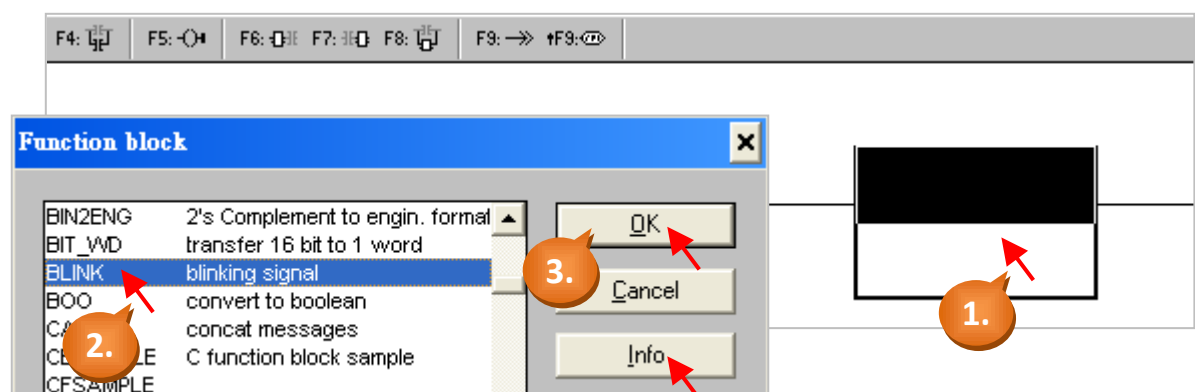 F4: F5: F6: F7: F8: F9: ↑F9:
Function block
BIN2ENG 2's Complement to engin. format
BIT_WD transfer 16 bit to 1 word
BLINK blinking signal
BOO convert to boolean
concat messages
C function block sample
CFSAMPLE
OK
Cancel
Info
3.
2.
1.